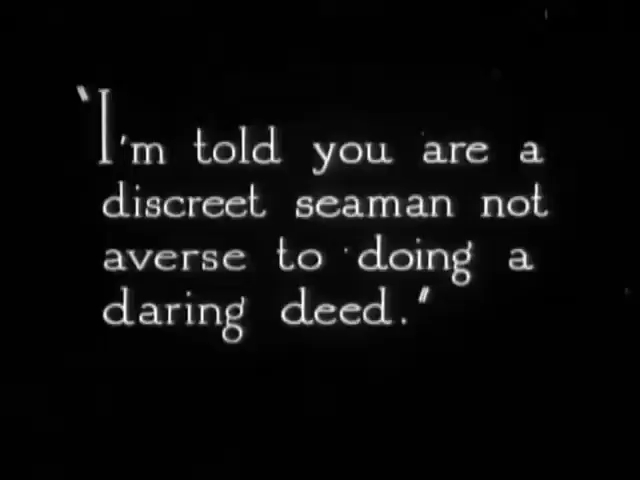 "I'm told you are a
discreet seaman not
averse to doing a
daring deed."